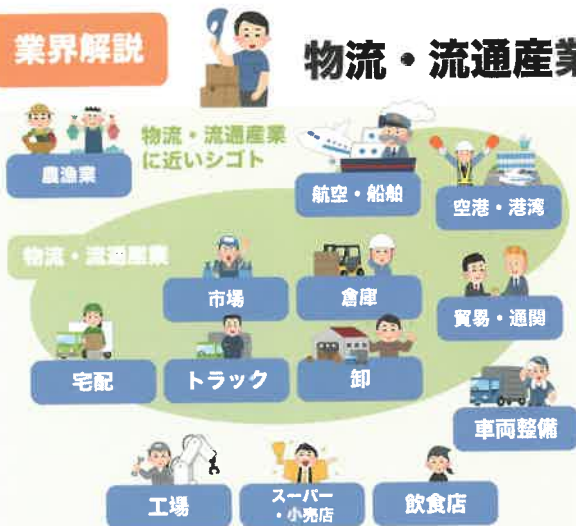 業界解説
物流・流通産業
物流・流通産業
に近いシゴト
農漁業
航空・船舶
空港・港湾
物流・流通産業
市場
倉庫
貿易・通関
宅配
トラック
卸
車両整備
工場
スーパー
・小売店
飲食店